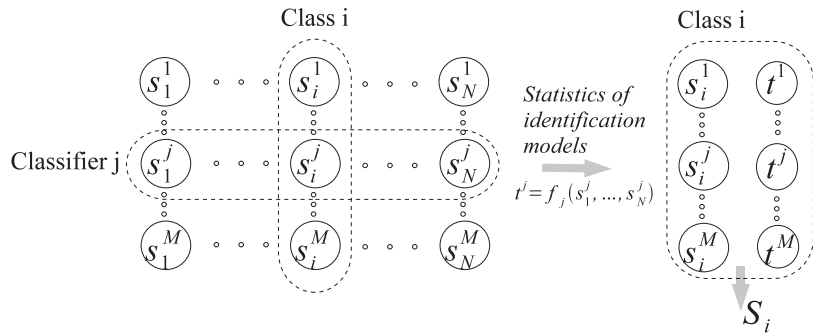 Class i
Class i
s_1^1 s_i^1 s_N^1
s_i^1 t^1
Statistics of
identification
models
Classifier j s_1^j s_i^j s_N^j
s_i^j t^j
t^j=f_j(s_1^j,...,s_N^j)
s_1^M s_i^M s_N^M
s_i^M t^M
S_i